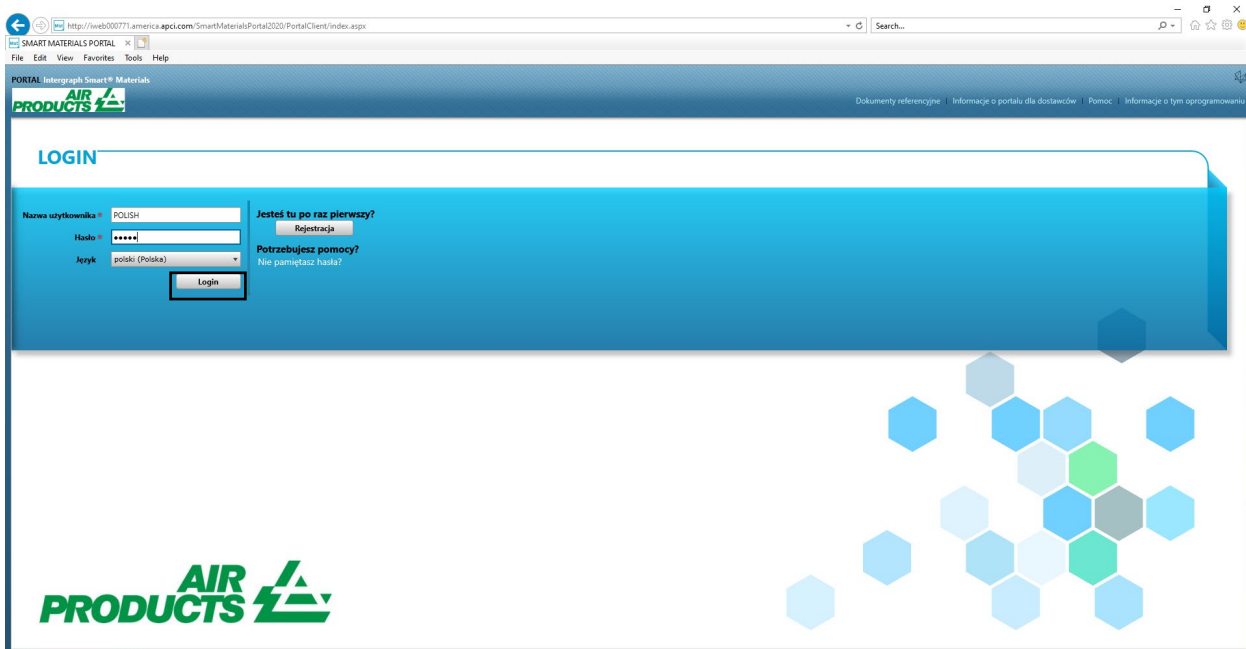 http://iweb000771.america.apci.com/SmartMaterialsPortal2020/PortalClient/index.aspx
Search...
SMART MATERIALS PORTAL
File Edit View Favorites Tools Help
PORTAL Intergraph Smart® Materials
AIR PRODUCTS
Dokumenty referencyjne | Informacje o portalu dla dostawców | Pomoc | Informacje o tym oprogramowaniu
LOGIN
Nazwa użytkownika * POLISH
Hasło * •••••
Język polski (Polska)
Login
Jesteś tu po raz pierwszy?
Rejestracja
Potrzebujesz pomocy?
Nie pamiętasz hasła?
AIR
PRODUCTS